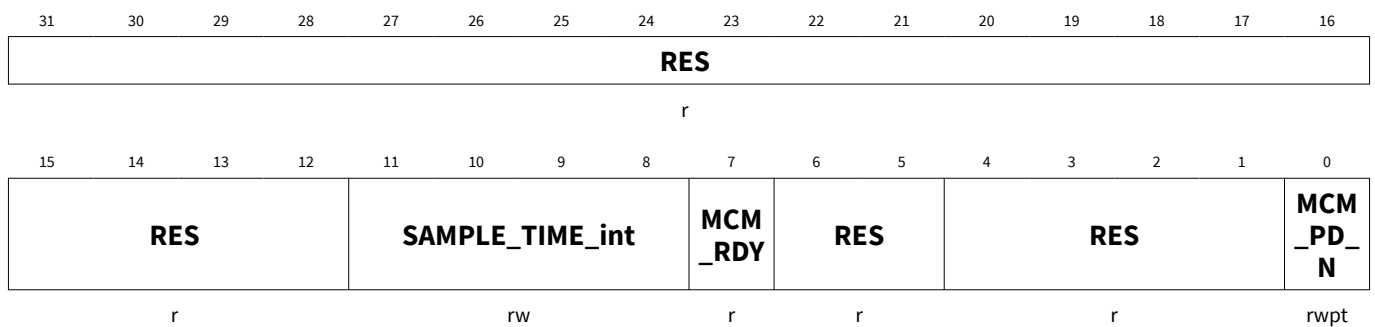 31 30 29 28 27 26 25 24 23 22 21 20 19 18 17 16
RES
r
15 14 13 12 11 10 9 8 7 6 5 4 3 2 1 0
RES SAMPLE_TIME_int MCM _RDY RES RES MCM _PD_ N
r rw r r r rwpt